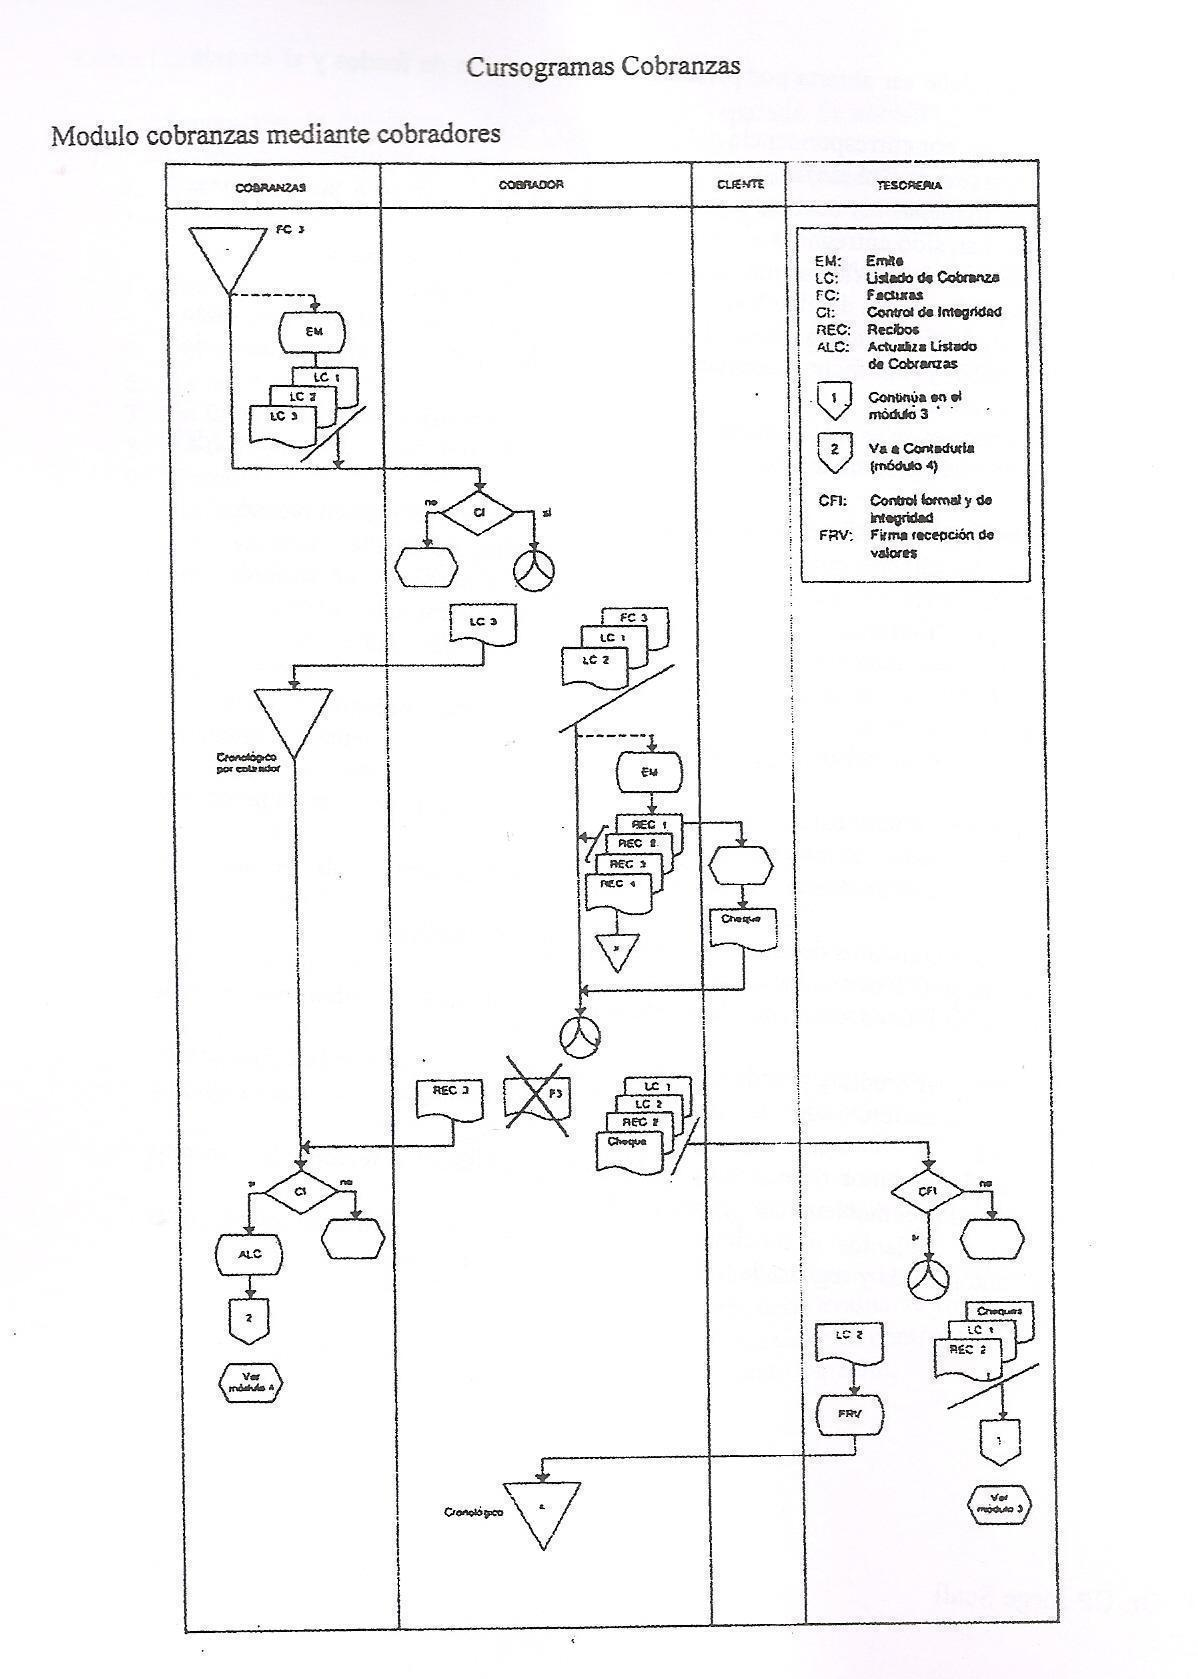 Cursogramas Cobranzas
Modulo cobranzas mediante cobradores
COBRANZAS
COBRADOR
CLIENTE
TESORERIA
FC 3
EM
LC 1
LC 2
LC 3
EM: Emite
LC: Listado de Cobranza
FC: Facturas
CI: Control de Integridad
REC: Recibos
ALC: Actualiza Listado
de Cobranzas
1 Continúa en el
módulo 3
2 Va a Contaduría
(módulo 4)
CFI: Control formal y de
integridad
FRV: Firma recepción de
valores
no
CI
si
LC 3
FC 3
LC 1
LC 2
Cronológico
por cobrador
EM
REC 1
REC 2
REC 3
REC 4
Cheque
REC 3
F3
LC 1
LC 2
REC 2
Cheque
CI
no
CFI
no
ALC
2
Ver
módulo 4
LC 2
Cheques
LC 1
REC 2
FRV
1
Ver
módulo 3
Cronológico